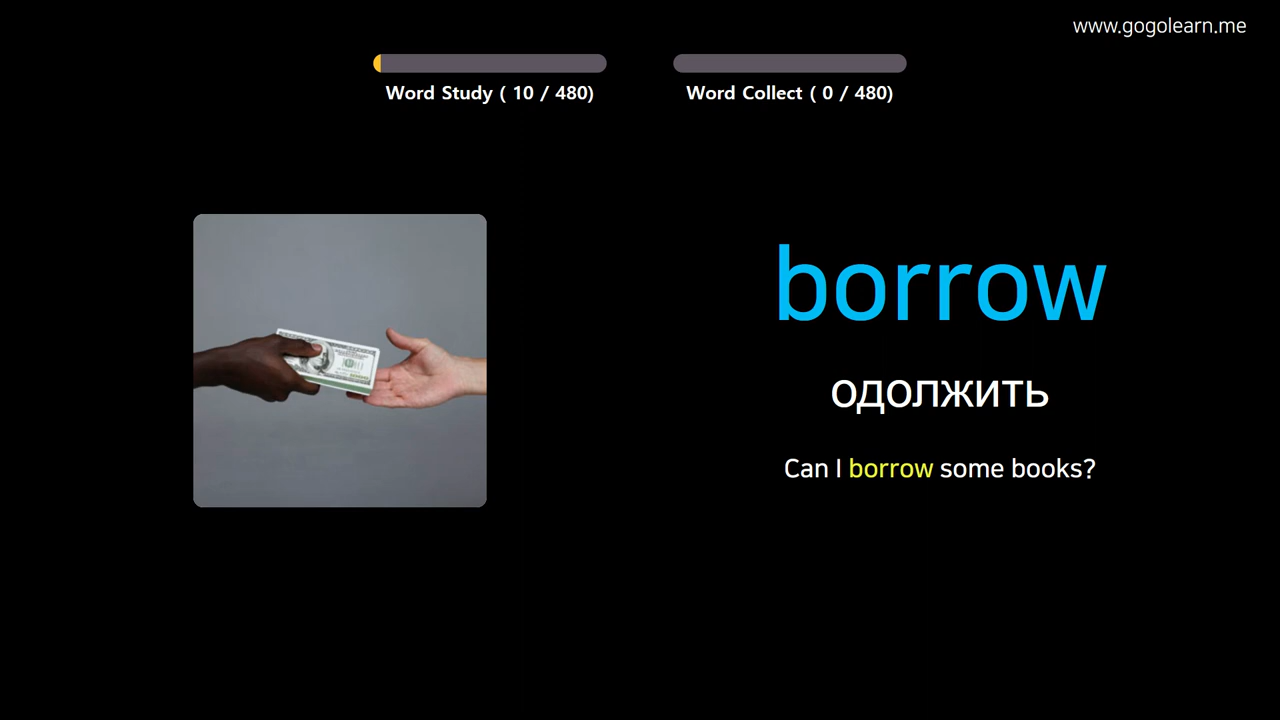 www.gogolearn.me
Word Study ( 10 / 480)
Word Collect ( 0 / 480)
borrow
одолжить
Can I borrow some books?